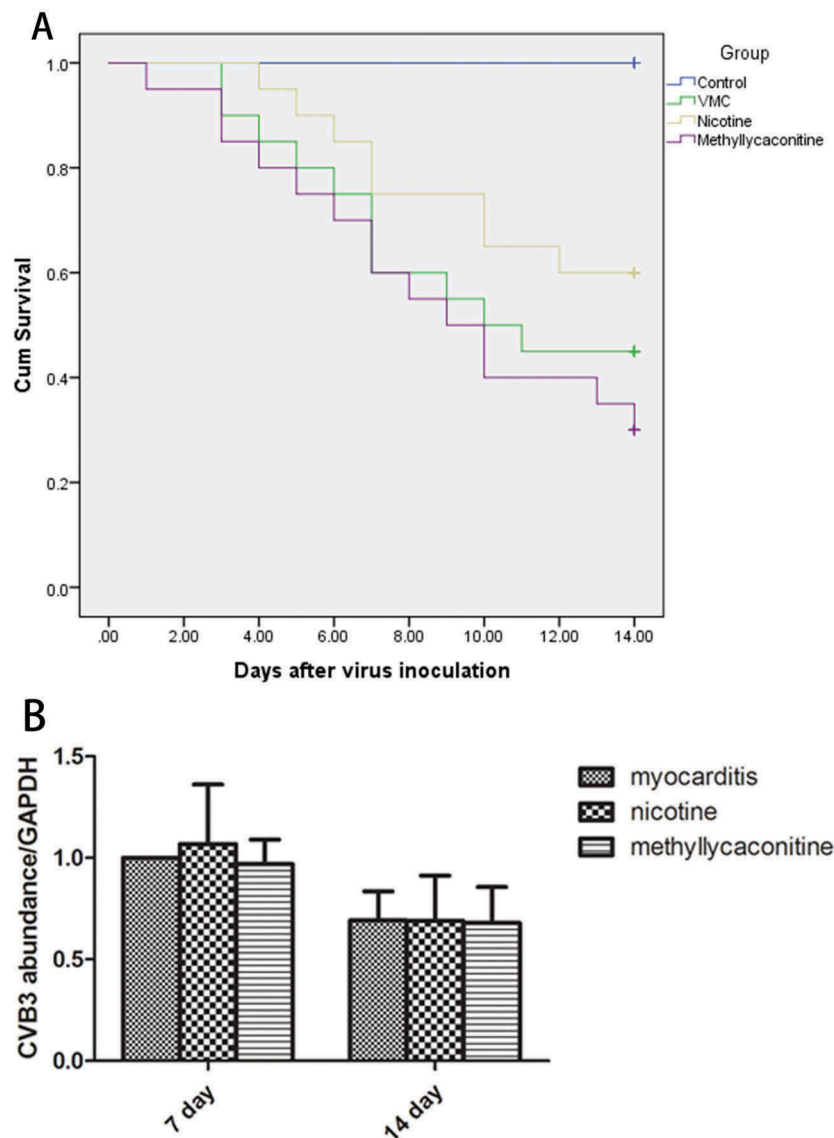 A
Group
Control
VMC
Nicotine
Methyllycaconitine
1.0
0.8
0.6
0.4
0.2
0.0
Cum Survival
.00 2.00 4.00 6.00 8.00 10.00 12.00 14.00
Days after virus inoculation
B
CVB3 abundance/GAPDH
1.5
1.0
0.5
0.0
myocarditis
nicotine
methyllycaconitine
7 day
14 day